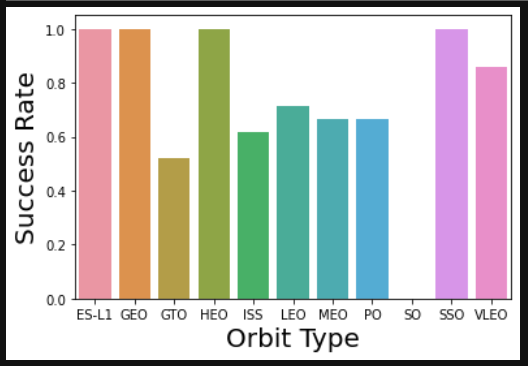 Success Rate
1.0
0.8
0.6
0.4
0.2
0.0
ES-L1 GEO GTO HEO ISS LEO MEO PO SO SSO VLEO
Orbit Type